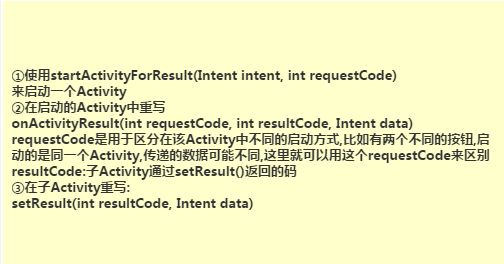 ①使用startActivityForResult(Intent intent, int requestCode)
来启动一个Activity
②在启动的Activity中重写
onActivityResult(int requestCode, int resultCode, Intent data)
requestCode是用于区分在该Activity中不同的启动方式,比如有两个不同的按钮,启
动的是同一个Activity,传递的数据可能不同,这里就可以用这个requestCode来区别
resultCode:子Activity通过setResult()返回的码
③在子Activity重写:
setResult(int resultCode, Intent data)